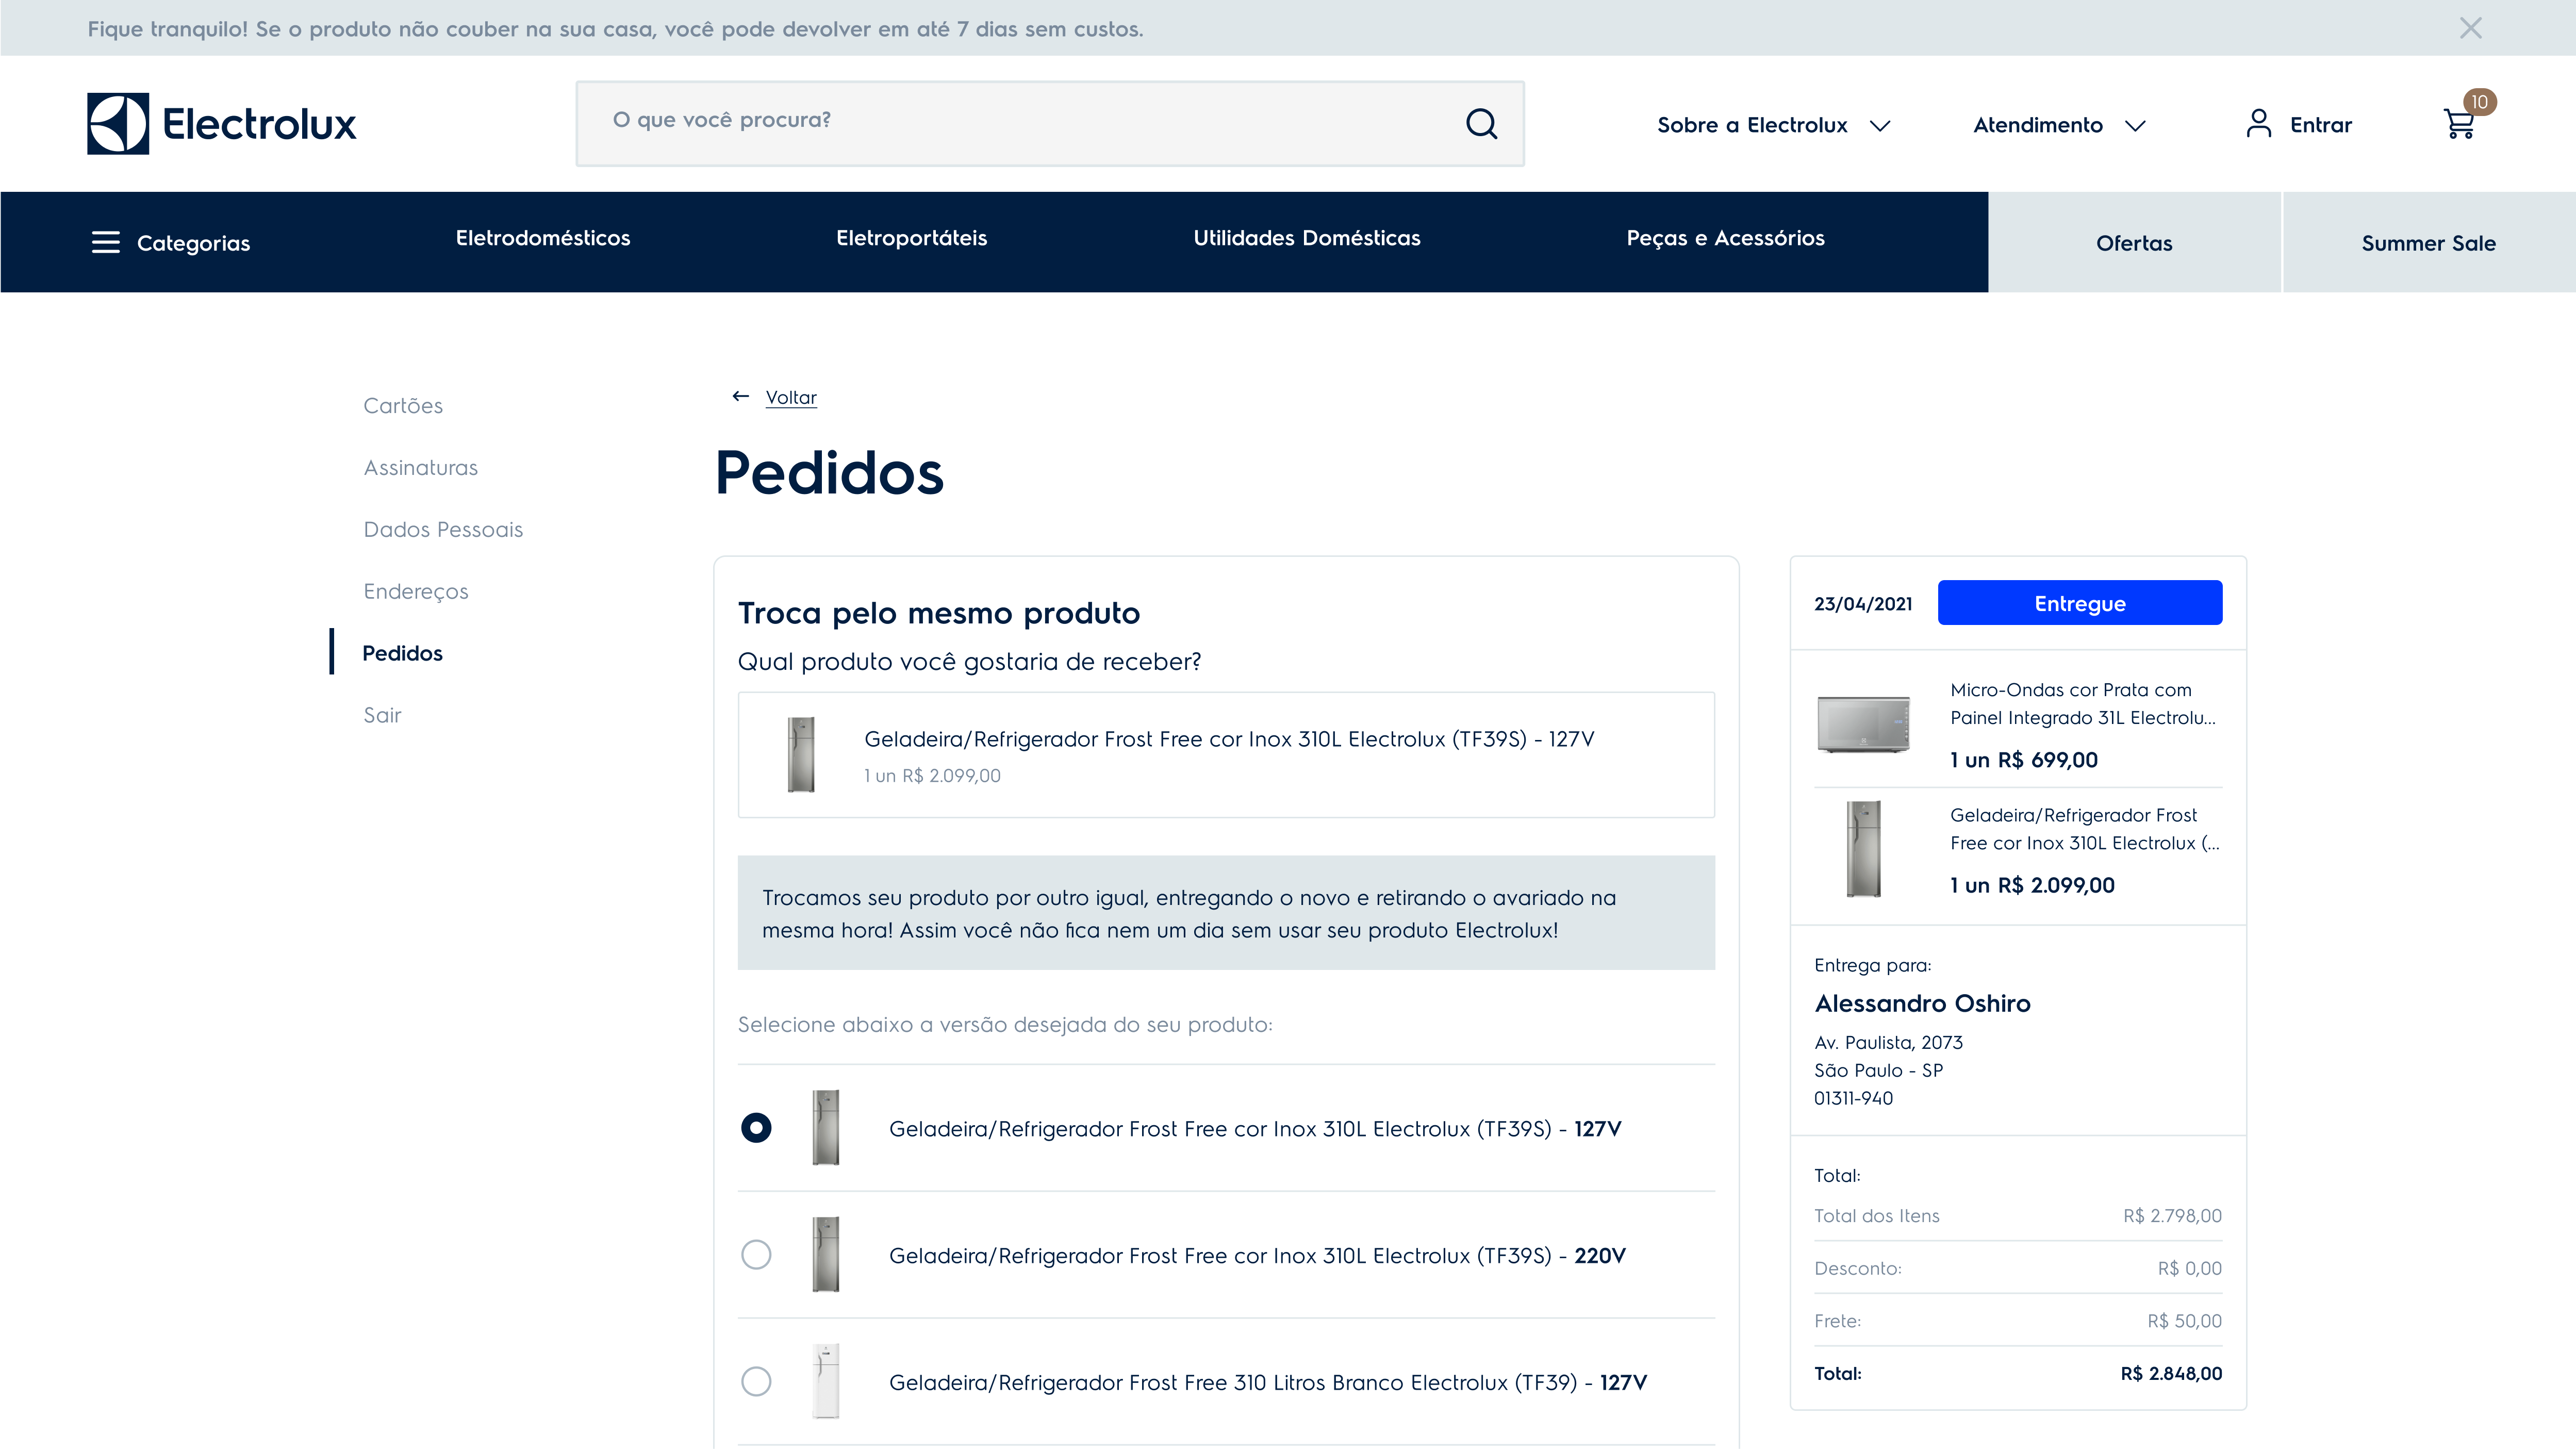 Fique tranquilo! Se o produto não couber na sua casa, você pode devolver em até 7 dias sem custos.
Electrolux
O que você procura?
Sobre a Electrolux
Atendimento
Entrar
10
Categorias
Eletrodomésticos
Eletroportáteis
Utilidades Domésticas
Peças e Acessórios
Ofertas
Summer Sale
Cartões
Assinaturas
Dados Pessoais
Endereços
Pedidos
Sair
Voltar
Pedidos
Troca pelo mesmo produto
Qual produto você gostaria de receber?
Geladeira/Refrigerador Frost Free cor Inox 310L Electrolux (TF39S) - 127V
1 un R$ 2.099,00
Trocamos seu produto por outro igual, entregando o novo e retirando o avariado na
mesma hora! Assim você não fica nem um dia sem usar seu produto Electrolux!
Selecione abaixo a versão desejada do seu produto:
Geladeira/Refrigerador Frost Free cor Inox 310L Electrolux (TF39S) - 127V
Geladeira/Refrigerador Frost Free cor Inox 310L Electrolux (TF39S) - 220V
Geladeira/Refrigerador Frost Free 310 Litros Branco Electrolux (TF39) - 127V
23/04/2021
Entregue
Micro-Ondas cor Prata com
Painel Integrado 31L Electrolu...
1 un R$ 699,00
Geladeira/Refrigerador Frost
Free cor Inox 310L Electrolux (...
1 un R$ 2.099,00
Entrega para:
Alessandro Oshiro
Av. Paulista, 2073
São Paulo - SP
01311-940
Total:
Total dos Itens R$ 2.798,00
Desconto: R$ 0,00
Frete: R$ 50,00
Total: R$ 2.848,00